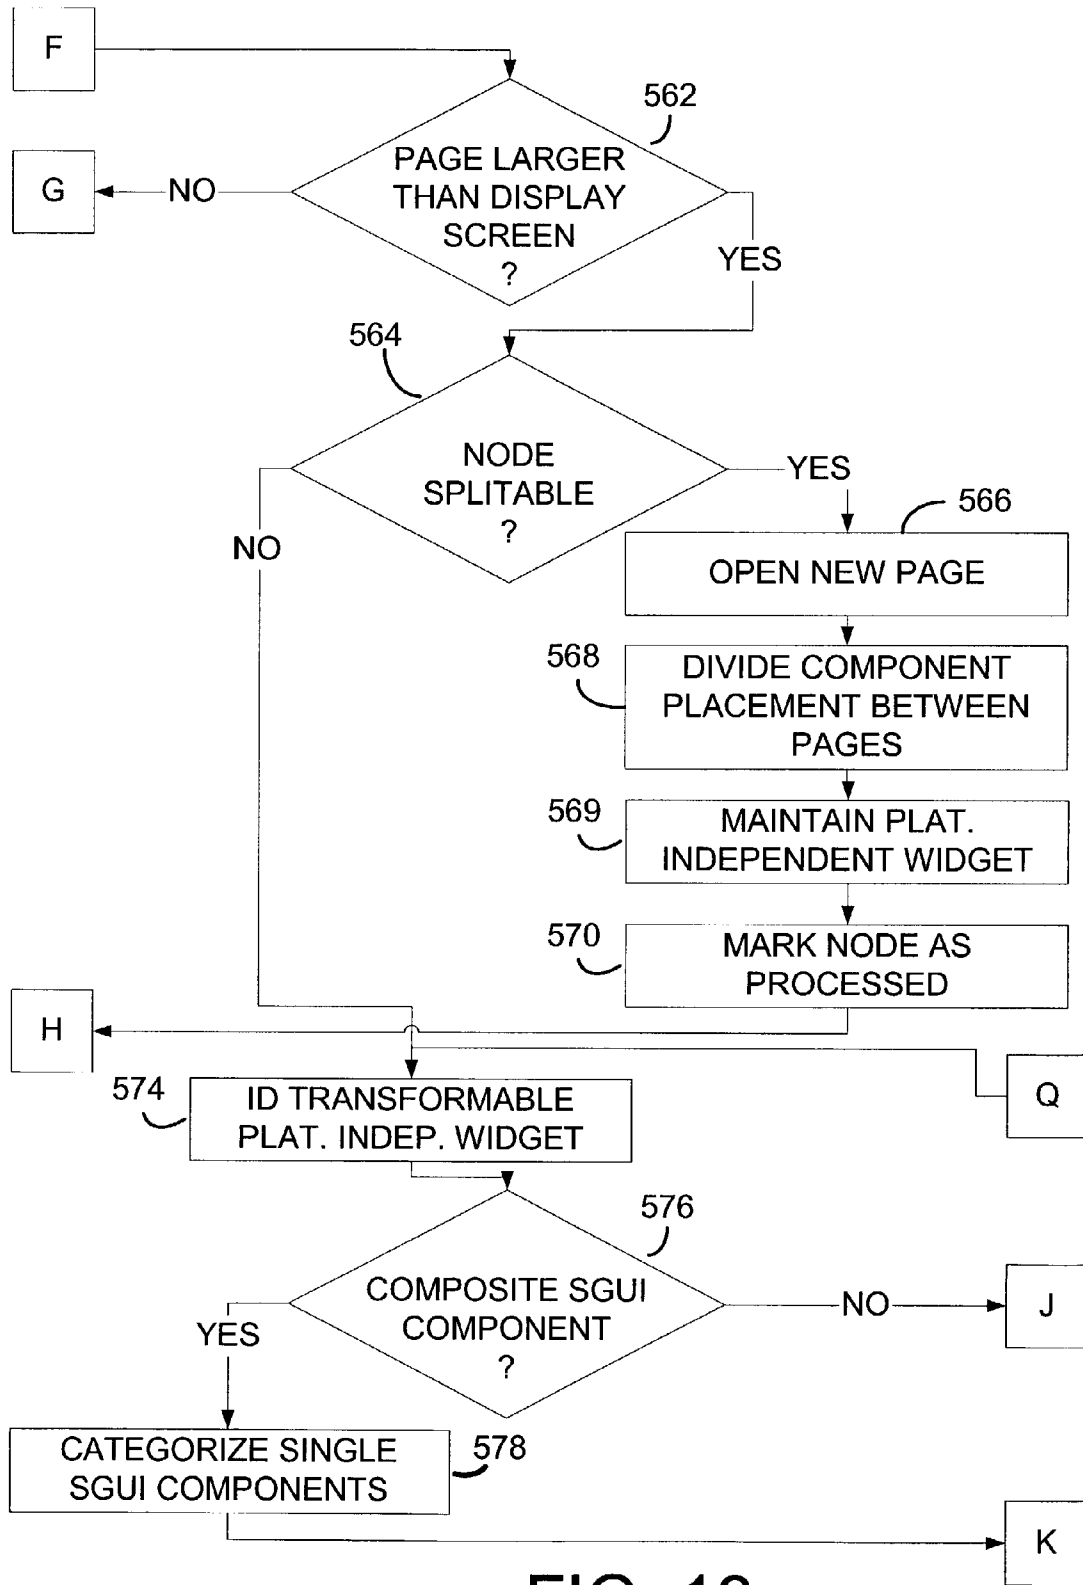 F
562
PAGE LARGER
THAN DISPLAY
SCREEN
?
G
NO
YES
564
NODE
SPLITABLE
?
YES
NO
566
OPEN NEW PAGE
568
DIVIDE COMPONENT
PLACEMENT BETWEEN
PAGES
569
MAINTAIN PLAT.
INDEPENDENT WIDGET
570
MARK NODE AS
PROCESSED
H
Q
574
ID TRANSFORMABLE
PLAT. INDEP. WIDGET
576
COMPOSITE SGUI
COMPONENT
?
NO
J
YES
CATEGORIZE SINGLE
SGUI COMPONENTS
578
K